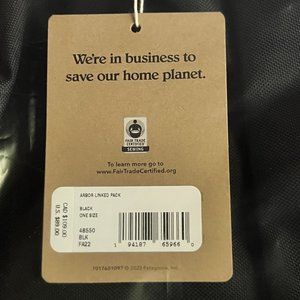 We're in business to
save our home planet.
FAIR TRADE
CERTIFIED
SEWING
To learn more go to
www.FairTradeCertified.org
ARBOR LINKED PACK
BLACK
ONE SIZE
48550
BLK
FA22
CAD $109.00
U.S. $89.00
1 94187 65966 0
© 2022 Patagonia, Inc.